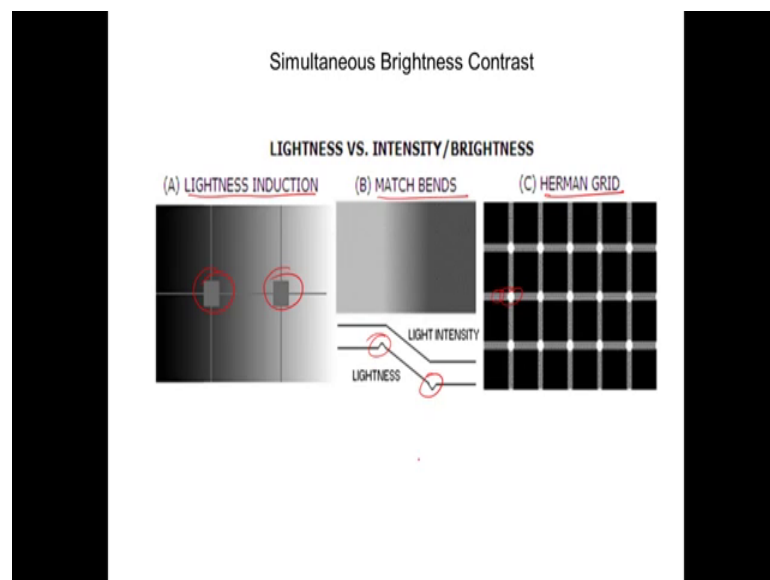 Simultaneous Brightness Contrast
LIGHTNESS VS. INTENSITY/BRIGHTNESS
(A) LIGHTNESS INDUCTION
(B) MATCH BENDS
(C) HERMAN GRID
LIGHT INTENSITY
LIGHTNESS